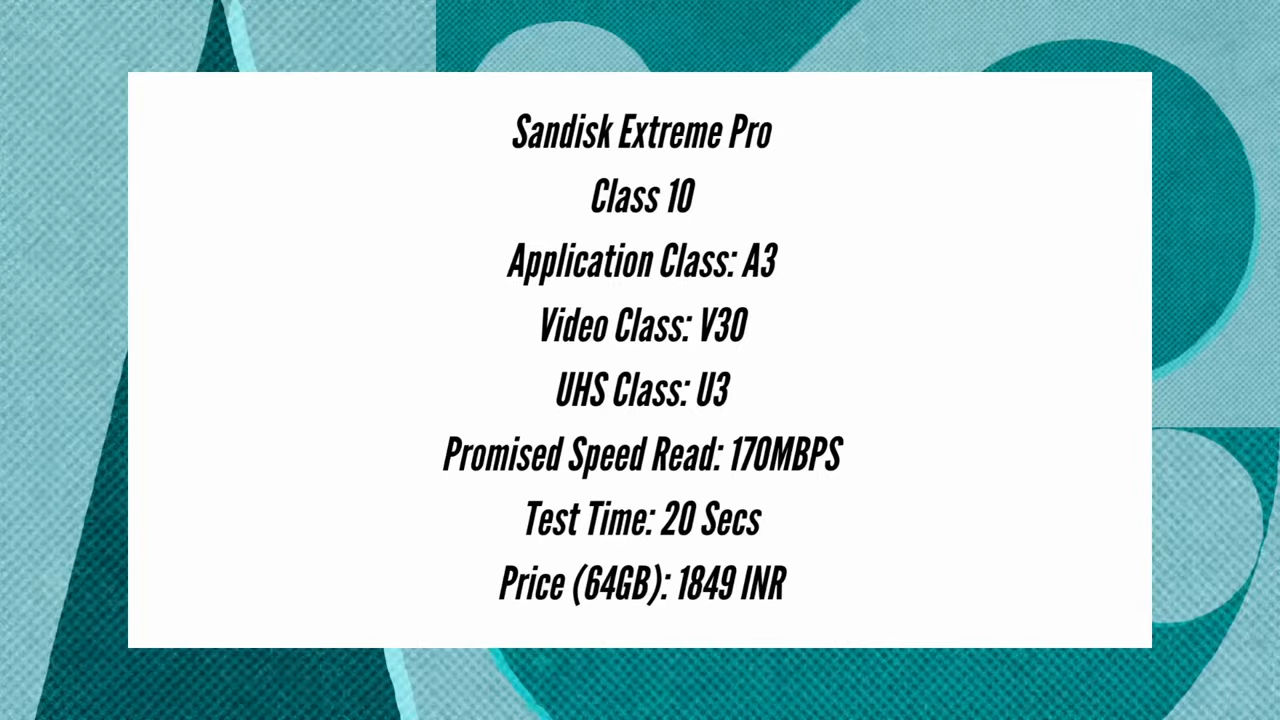 Sandisk Extreme Pro
Class 10
Application Class: A3
Video Class: V30
UHS Class: U3
Promised Speed Read: 170MBPS
Test Time: 20 Secs
Price (64GB): 1849 INR